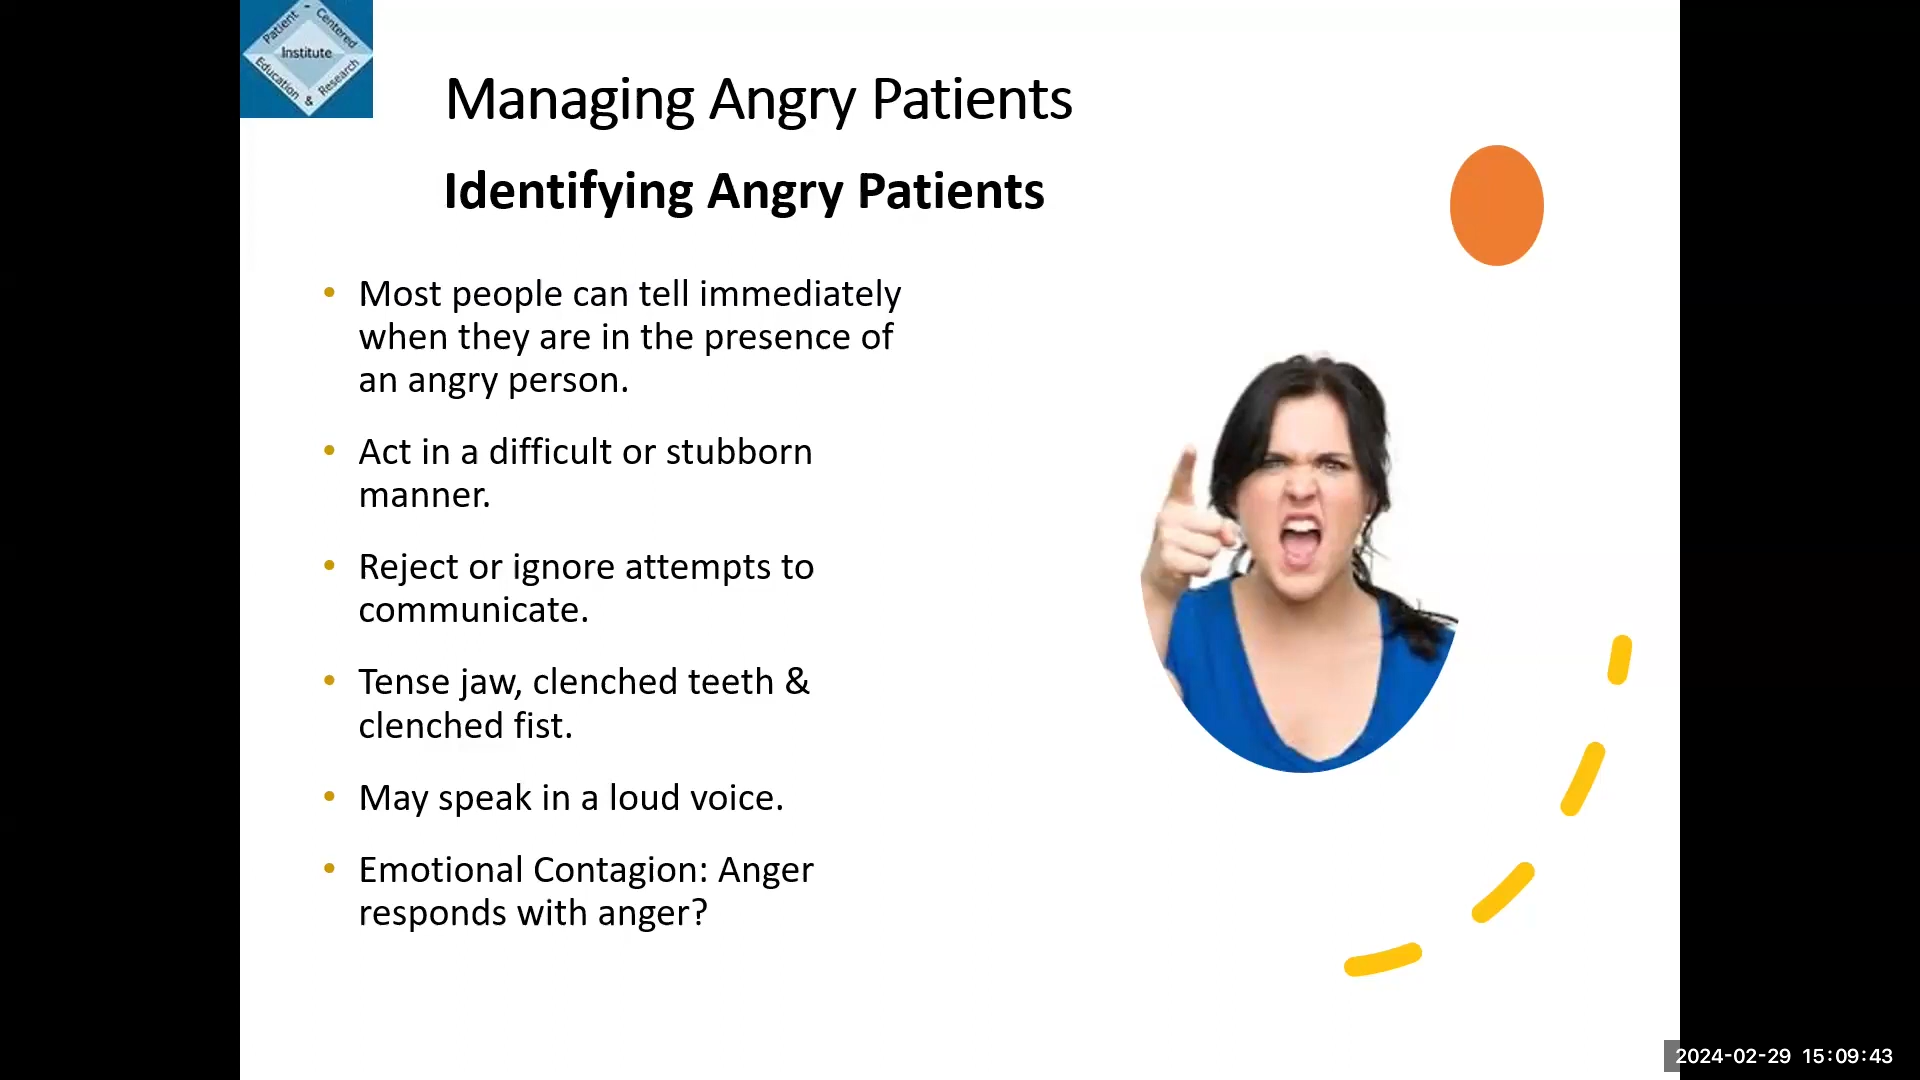 Patient - Centered
Institute
Education & Research
Managing Angry Patients
Identifying Angry Patients
• Most people can tell immediately
when they are in the presence of
an angry person.
• Act in a difficult or stubborn
manner.
• Reject or ignore attempts to
communicate.
• Tense jaw, clenched teeth &
clenched fist.
• May speak in a loud voice.
• Emotional Contagion: Anger
responds with anger?
2024-02-29 15:09:43